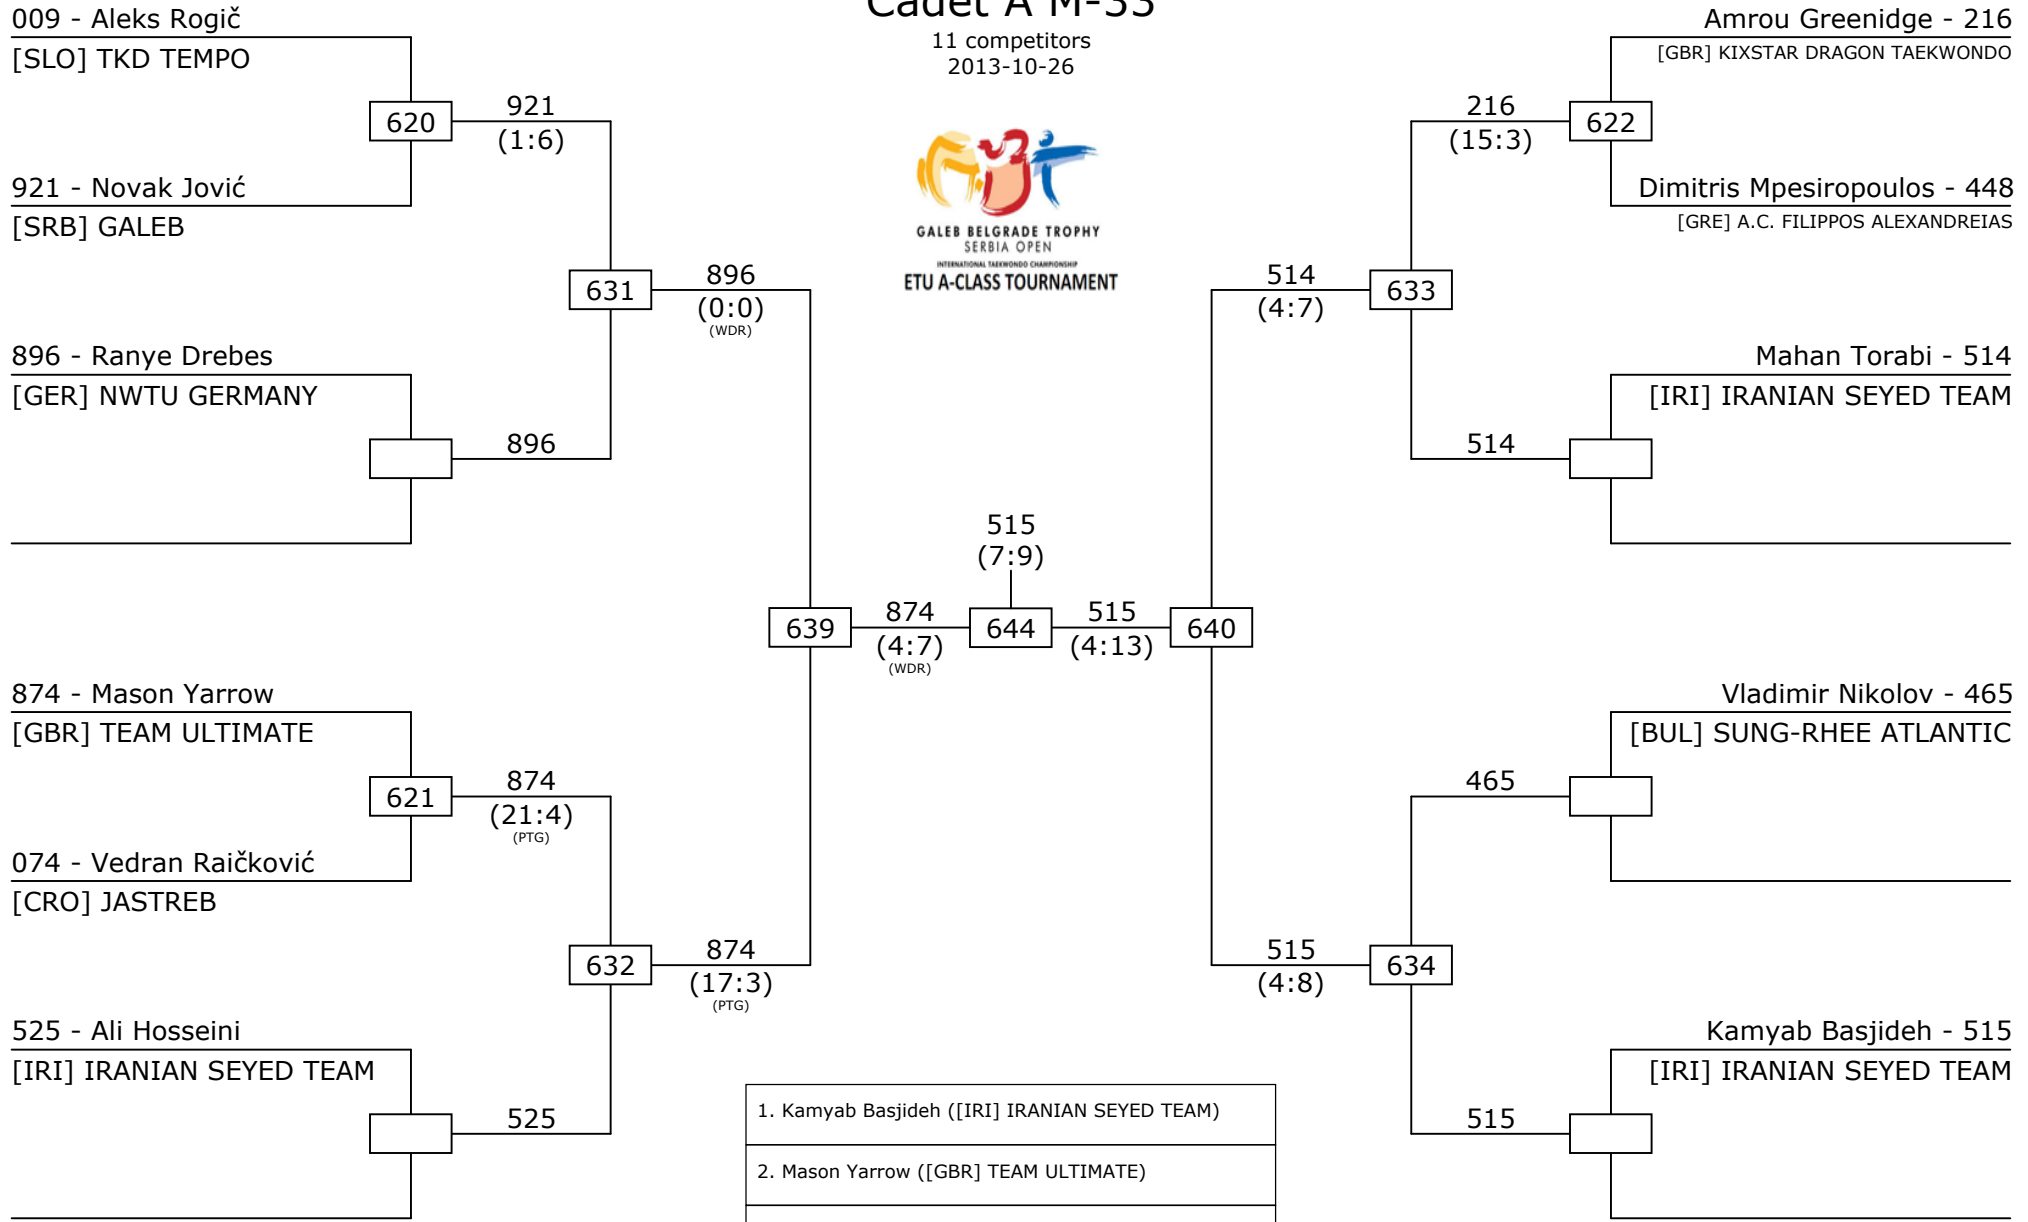 Cadet A M-33
11 competitors
2013-10-26
GALEB BELGRADE TROPHY
SERBIA OPEN
INTERNATIONAL TAEKWONDO CHAMPIONSHIP
ETU A-CLASS TOURNAMENT
009 - Aleks Rogič
[SLO] TKD TEMPO
620
921
(1:6)
921 - Novak Jović
[SRB] GALEB
631
896
(0:0)
(WDR)
896 - Ranye Drebes
[GER] NWTU GERMANY
896
639
874
(4:7)
(WDR)
874 - Mason Yarrow
[GBR] TEAM ULTIMATE
621
874
(21:4)
(PTG)
074 - Vedran Raičković
[CRO] JASTREB
632
874
(17:3)
(PTG)
525 - Ali Hosseini
[IRI] IRANIAN SEYED TEAM
525
515
(7:9)
644
515
(4:13)
640
Amrou Greenidge - 216
[GBR] KIXSTAR DRAGON TAEKWONDO
216
(15:3)
622
Dimitris Mpesiropoulos - 448
[GRE] A.C. FILIPPOS ALEXANDREIAS
514
(4:7)
633
Mahan Torabi - 514
[IRI] IRANIAN SEYED TEAM
514
Vladimir Nikolov - 465
[BUL] SUNG-RHEE ATLANTIC
465
515
(4:8)
634
Kamyab Basjideh - 515
[IRI] IRANIAN SEYED TEAM
515
1. Kamyab Basjideh ([IRI] IRANIAN SEYED TEAM)
2. Mason Yarrow ([GBR] TEAM ULTIMATE)